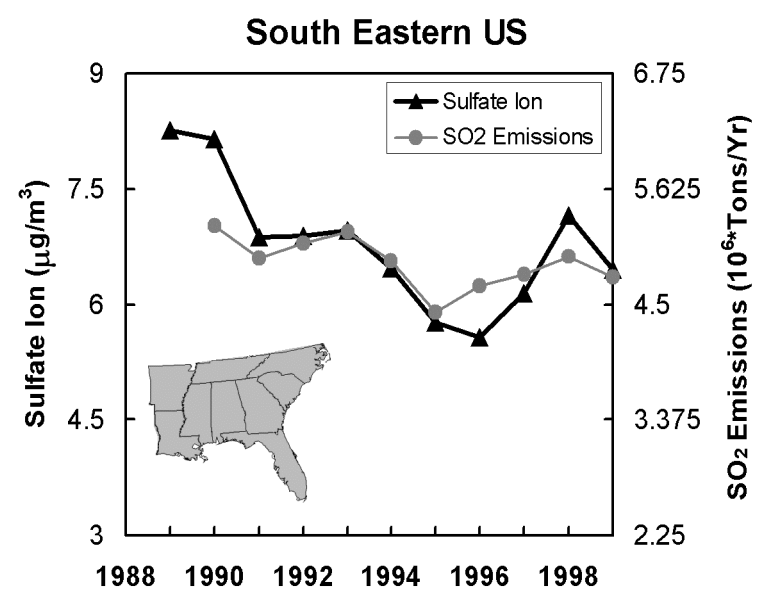 South Eastern US
9
7.5
6
4.5
3
Sulfate Ion (μg/m³)
Sulfate Ion
SO2 Emissions
6.75
5.625
4.5
3.375
2.25
SO₂ Emissions (10⁶*Tons/Yr)
1988 1990 1992 1994 1996 1998